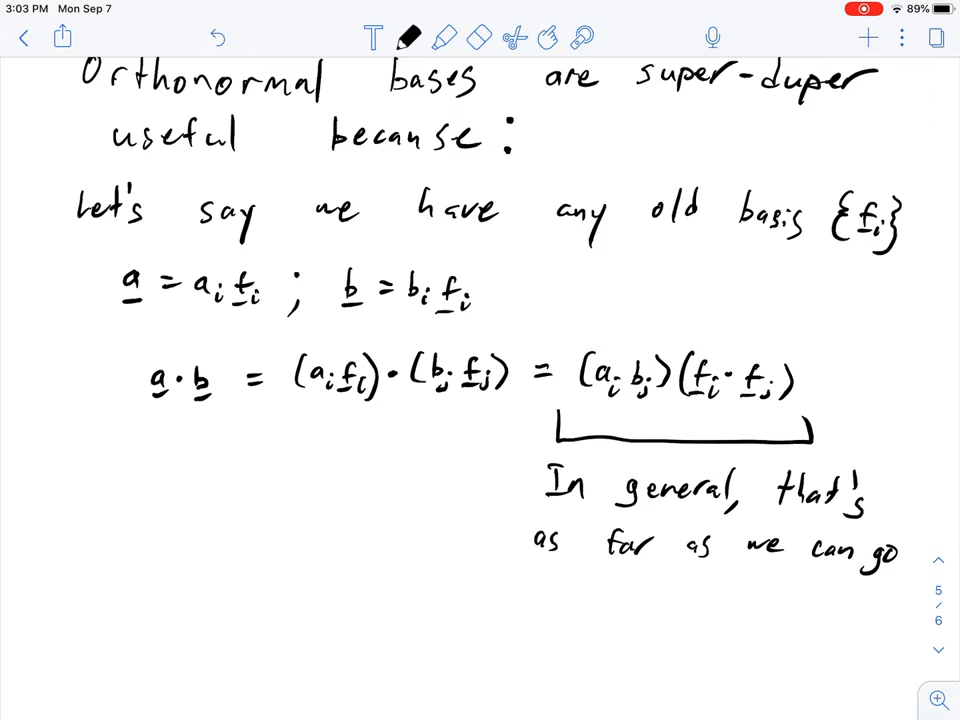 3:03 PM Mon Sep 7 89%
Orthonormal bases are super-duper
useful because:
Let's say we have any old basis {f_i}
a = a_i f_i ; b = b_i f_i
a · b = (a_i f_i) · (b_j f_j) = (a_i b_j)(f_i · f_j)
In general, that's
as far as we can go
5
/
6